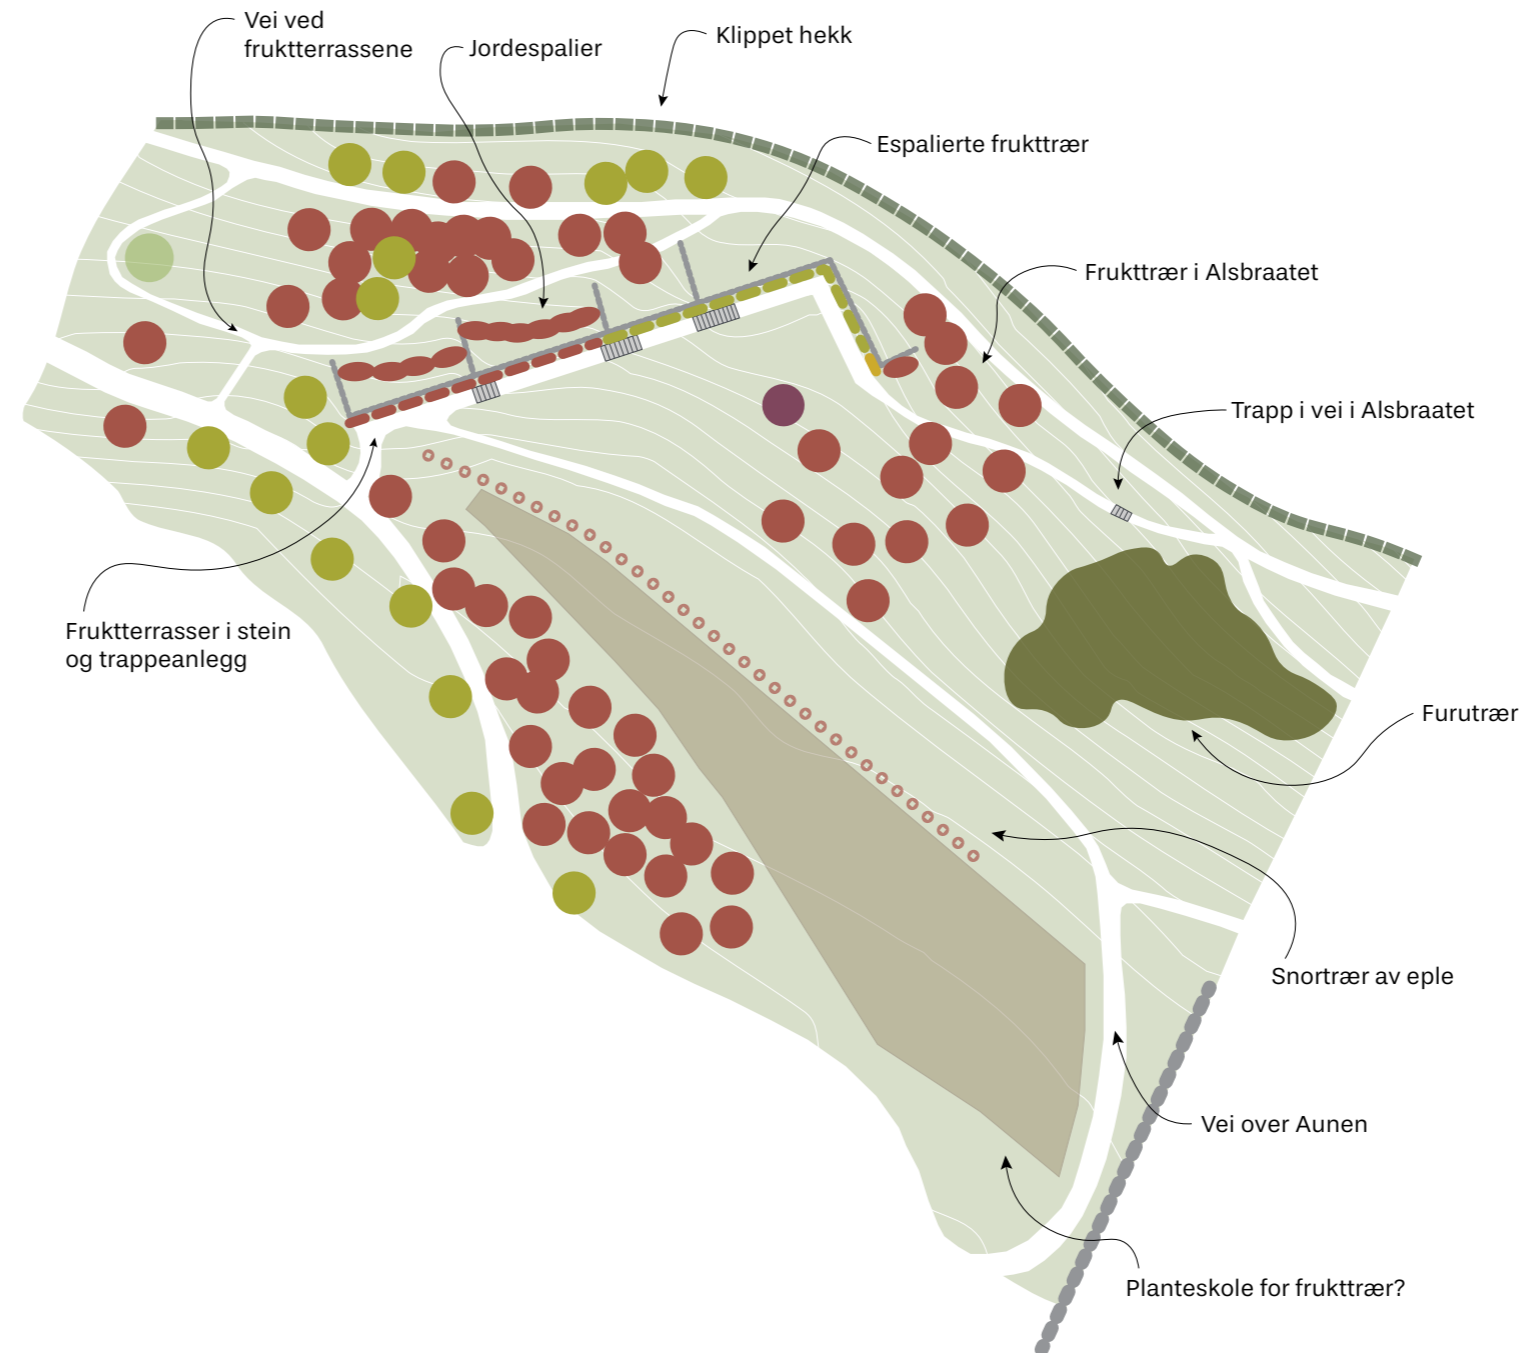 Vei ved
fruktterrassene
Jordespalier
Klippet hekk
Espalierte frukttrær
Frukttrær i Alsbraatet
Trapp i vei i Alsbraatet
Fruktterrasser i stein
og trappeanlegg
Furutrær
Snortrær av eple
Vei over Aunen
Planteskole for frukttrær?